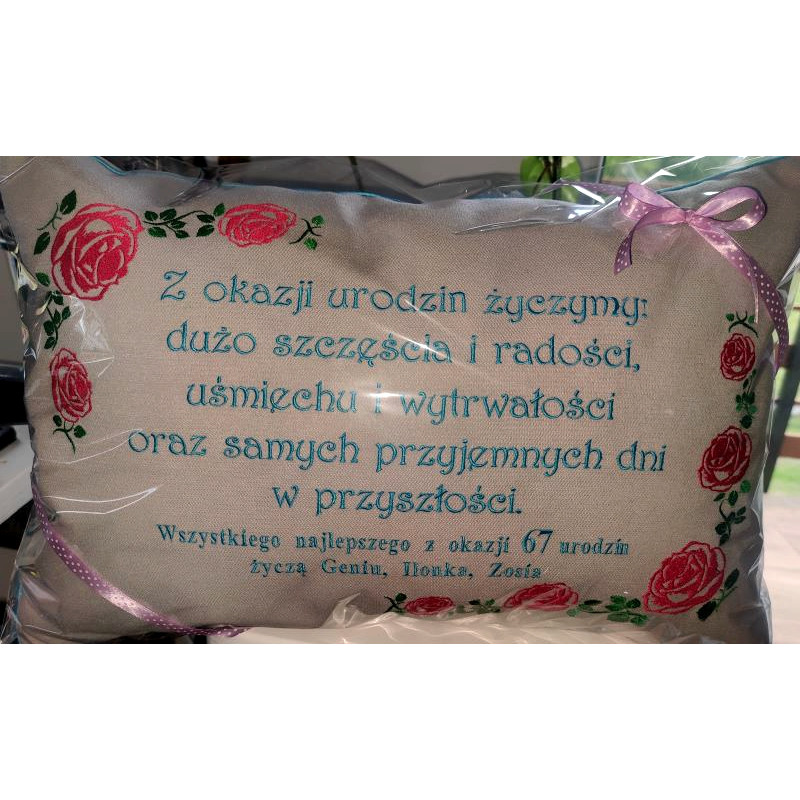 Z okazji urodzin życzymy:
dużo szczęścia i radości,
uśmiechu i wytrwałości
oraz samych przyjemnych dni
w przyszłości.
Wszystkiego najlepszego z okazji 67 urodzin
życzą Geniu, Ilonka, Zosia